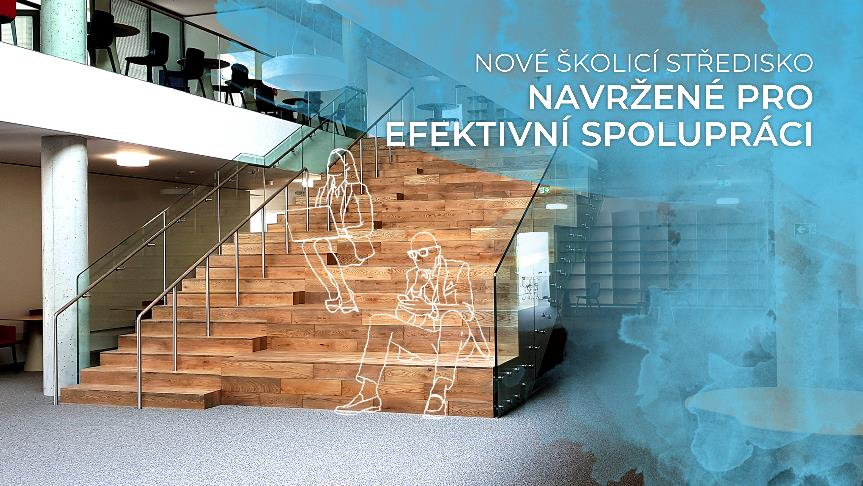 NOVÉ ŠKOLICÍ STŘEDISKO
NAVRŽENÉ PRO
EFEKTIVNÍ SPOLUPRÁCI